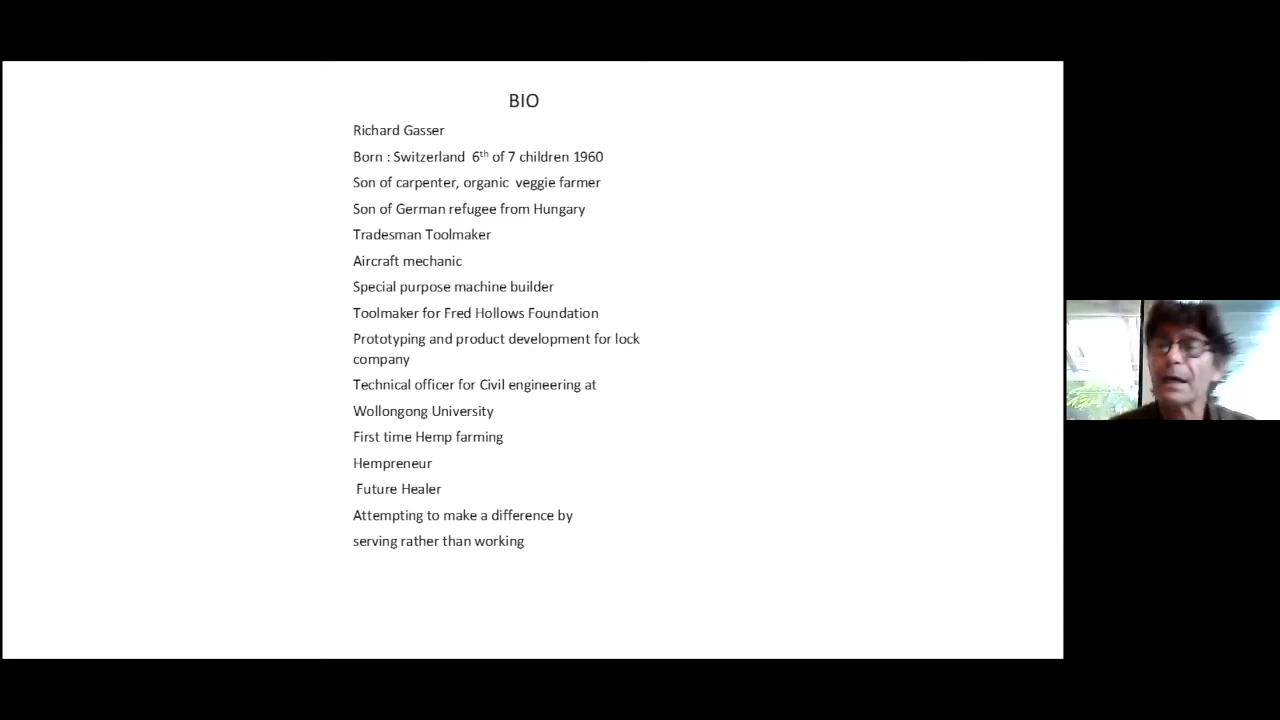 BIO
Richard Gasser
Born : Switzerland  6th of 7 children 1960
Son of carpenter, organic  veggie farmer
Son of German refugee from Hungary
Tradesman Toolmaker
Aircraft mechanic
Special purpose machine builder
Toolmaker for Fred Hollows Foundation
Prototyping and product development for lock
company
Technical officer for Civil engineering at
Wollongong University
First time Hemp farming
Hempreneur
Future Healer
Attempting to make a difference by
serving rather than working